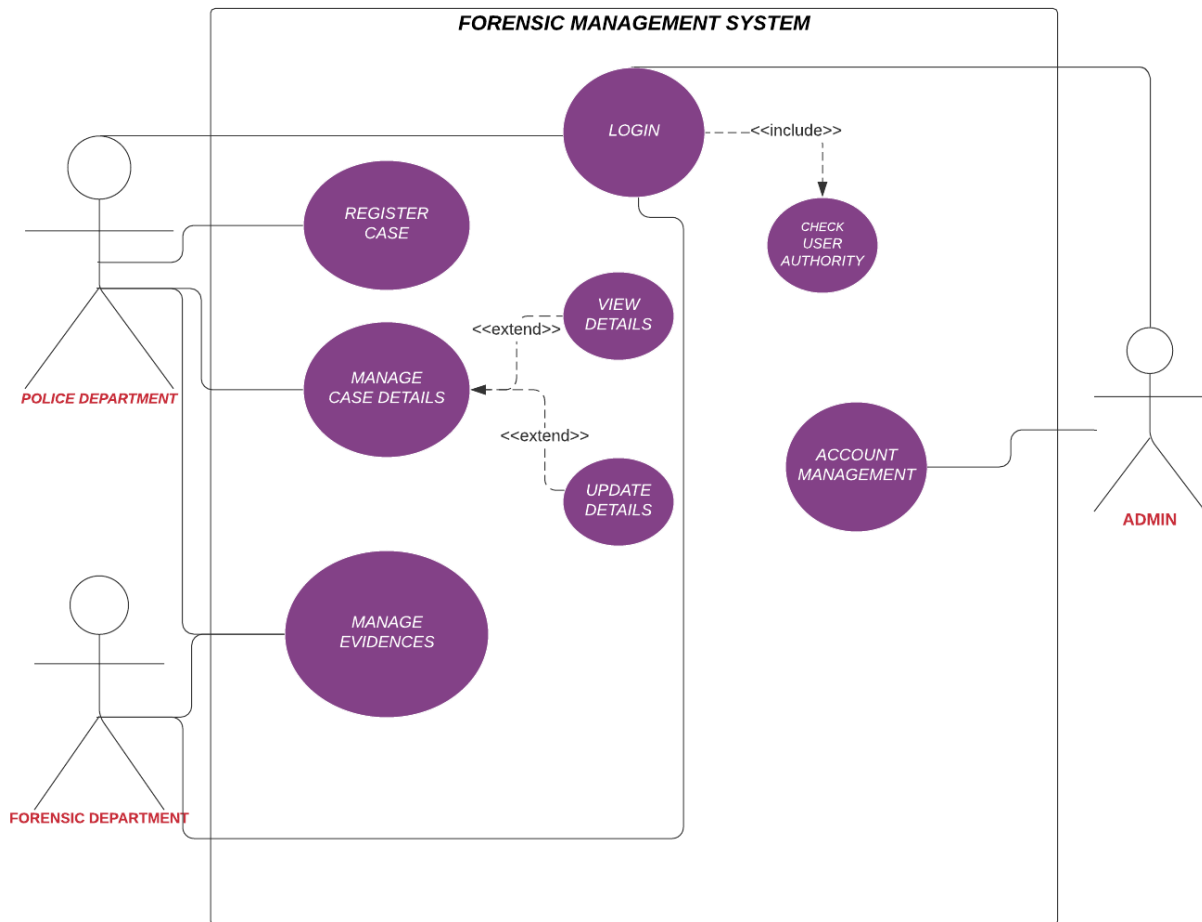 FORENSIC MANAGEMENT SYSTEM
LOGIN
<<include>>
CHECK
USER
AUTHORITY
REGISTER
CASE
VIEW
DETAILS
<<extend>>
MANAGE
CASE DETAILS
POLICE DEPARTMENT
<<extend>>
UPDATE
DETAILS
ACCOUNT
MANAGEMENT
ADMIN
MANAGE
EVIDENCES
FORENSIC DEPARTMENT